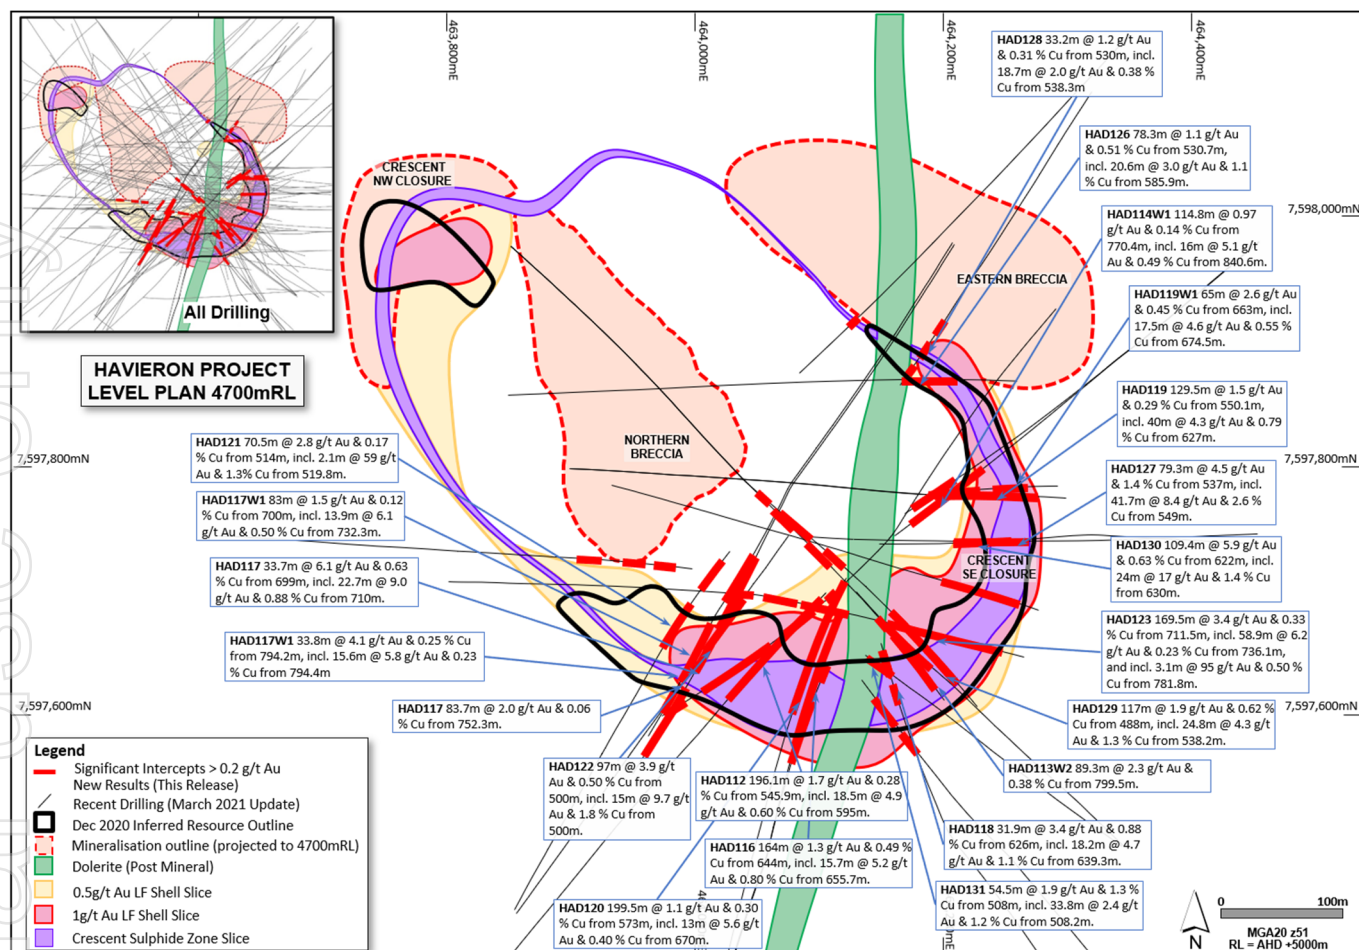 463,800mE
464,000mE
464,200mE
464,400mE
All Drilling
HAVIERON PROJECT
LEVEL PLAN 4700mRL
CRESCENT
NW CLOSURE
NORTHERN
BRECCIA
EASTERN BRECCIA
CRESCENT
SE CLOSURE
7,598,000mN
7,597,800mN
7,597,800mN
7,597,600mN
7,597,600mN
HAD128 33.2m @ 1.2 g/t Au
& 0.31 % Cu from 530m, incl.
18.7m @ 2.0 g/t Au & 0.38 %
Cu from 538.3m
HAD126 78.3m @ 1.1 g/t Au
& 0.51 % Cu from 530.7m,
incl. 20.6m @ 3.0 g/t Au & 1.1
% Cu from 585.9m.
HAD114W1 114.8m @ 0.97
g/t Au & 0.14 % Cu from
770.4m, incl. 16m @ 5.1 g/t
Au & 0.49 % Cu from 840.6m.
HAD119W1 65m @ 2.6 g/t Au
& 0.45 % Cu from 663m, incl.
17.5m @ 4.6 g/t Au & 0.55 %
Cu from 674.5m.
HAD119 129.5m @ 1.5 g/t Au
& 0.29 % Cu from 550.1m,
incl. 40m @ 4.3 g/t Au & 0.79
% Cu from 627m.
HAD127 79.3m @ 4.5 g/t Au
& 1.4 % Cu from 537m, incl.
41.7m @ 8.4 g/t Au & 2.6 %
Cu from 549m.
HAD130 109.4m @ 5.9 g/t Au
& 0.63 % Cu from 622m, incl.
24m @ 17 g/t Au & 1.4 % Cu
from 630m.
HAD123 169.5m @ 3.4 g/t Au & 0.33
% Cu from 711.5m, incl. 58.9m @ 6.2
g/t Au & 0.23 % Cu from 736.1m,
and incl. 3.1m @ 95 g/t Au & 0.50 %
Cu from 781.8m.
HAD129 117m @ 1.9 g/t Au & 0.62 %
Cu from 488m, incl. 24.8m @ 4.3 g/t
Au & 1.3 % Cu from 538.2m.
HAD113W2 89.3m @ 2.3 g/t Au &
0.38 % Cu from 799.5m.
HAD118 31.9m @ 3.4 g/t Au & 0.88
% Cu from 626m, incl. 18.2m @ 4.7
g/t Au & 1.1 % Cu from 639.3m.
HAD131 54.5m @ 1.9 g/t Au & 1.3 %
Cu from 508m, incl. 33.8m @ 2.4 g/t
Au & 1.2 % Cu from 508.2m.
HAD121 70.5m @ 2.8 g/t Au & 0.17
% Cu from 514m, incl. 2.1m @ 59 g/t
Au & 1.3% Cu from 519.8m.
HAD117W1 83m @ 1.5 g/t Au & 0.12
% Cu from 700m, incl. 13.9m @ 6.1
g/t Au & 0.50 % Cu from 732.3m.
HAD117 33.7m @ 6.1 g/t Au & 0.63
% Cu from 699m, incl. 22.7m @ 9.0
g/t Au & 0.88 % Cu from 710m.
HAD117W1 33.8m @ 4.1 g/t Au & 0.25 % Cu
from 794.2m, incl. 15.6m @ 5.8 g/t Au & 0.23
% Cu from 794.4m
HAD117 83.7m @ 2.0 g/t Au & 0.06
% Cu from 752.3m.
HAD122 97m @ 3.9 g/t
Au & 0.50 % Cu from
500m, incl. 15m @ 9.7 g/t
Au & 1.8 % Cu from
500m.
HAD112 196.1m @ 1.7 g/t Au & 0.28
% Cu from 545.9m, incl. 18.5m @ 4.9
g/t Au & 0.60 % Cu from 595m.
HAD116 164m @ 1.3 g/t Au & 0.49 %
Cu from 644m, incl. 15.7m @ 5.2 g/t
Au & 0.80 % Cu from 655.7m.
HAD120 199.5m @ 1.1 g/t Au & 0.30
% Cu from 573m, incl. 13m @ 5.6 g/t
Au & 0.40 % Cu from 670m.
Legend
Significant Intercepts > 0.2 g/t Au
New Results (This Release)
Recent Drilling (March 2021 Update)
Dec 2020 Inferred Resource Outline
Mineralisation outline (projected to 4700mRL)
Dolerite (Post Mineral)
0.5g/t Au LF Shell Slice
1g/t Au LF Shell Slice
Crescent Sulphide Zone Slice
N
0 100m
MGA20 z51
RL = AHD +5000m